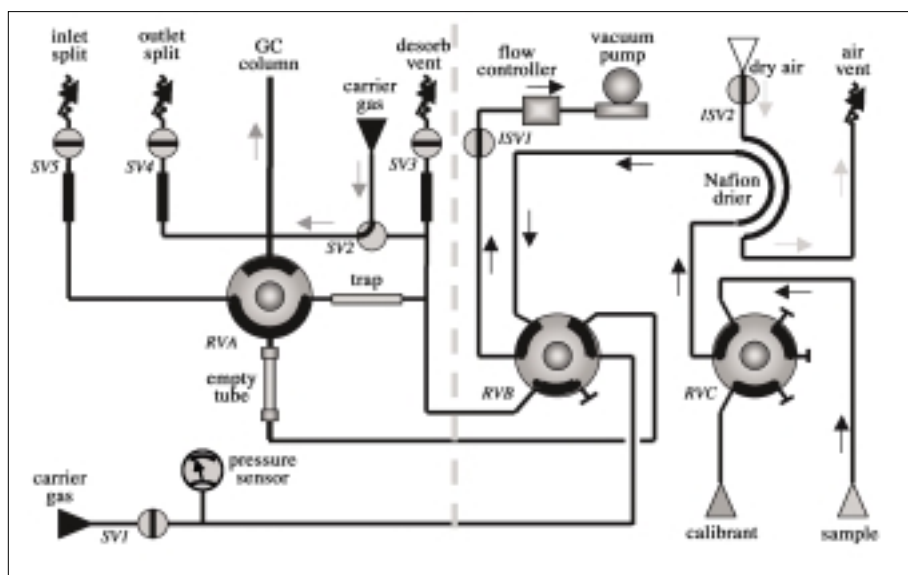 inlet
split
outlet
split
GC
column
desorb
vent
carrier
gas
flow
controller
vacuum
pump
dry air
air
vent
ISV2
ISV1
SV5
SV4
SV3
SV2
Nafion
drier
trap
RVA
RVB
RVC
empty
tube
pressure
sensor
carrier
gas
SV1
calibrant
sample